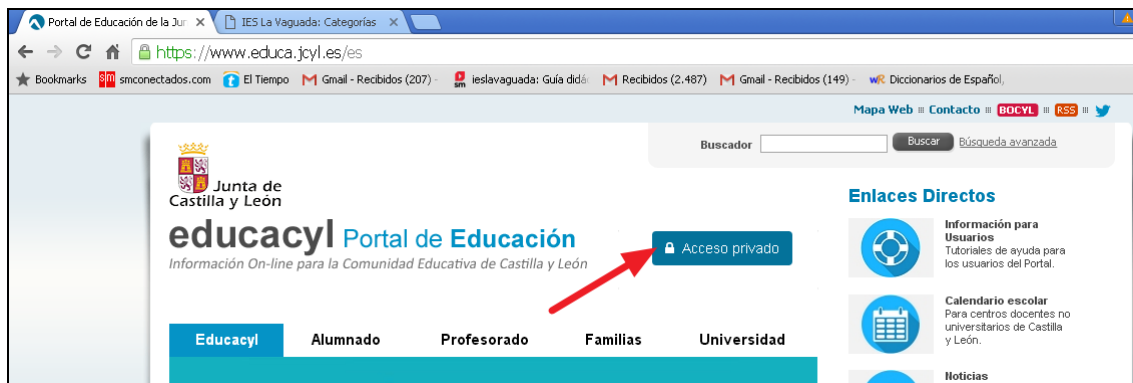 Portal de Educación de la Jun
IES La Vaguada: Categorías
https://www.educa.jcyl.es/es
Bookmarks
sm
smconectados.com
El Tiempo
Gmail - Recibidos (207) -
sm
ieslavaguada: Guía didác
Recibidos (2.487)
Gmail - Recibidos (149) -
wR
Diccionarios de Español,
Mapa Web
Contacto
BOCYL
RSS
Buscador
Buscar
Búsqueda avanzada
Junta de
Castilla y León
educacyl Portal de Educación
Información On-line para la Comunidad Educativa de Castilla y León
Acceso privado
Educacyl
Alumnado
Profesorado
Familias
Universidad
Enlaces Directos
Información para
Usuarios
Tutoriales de ayuda para
los usuarios del Portal.
Calendario escolar
Para centros docentes no
universitarios de Castilla
y León.
Noticias